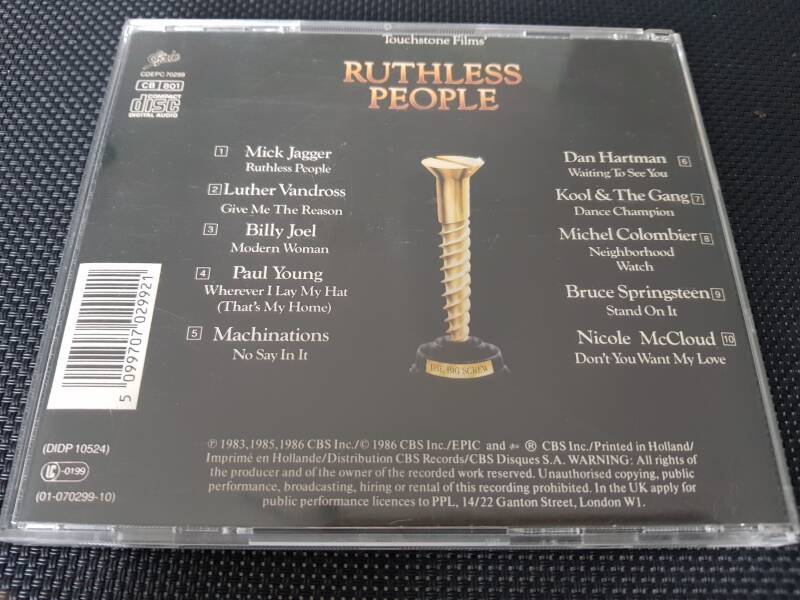 Touchstone Films'
RUTHLESS
PEOPLE
Epic
CDEPC 70299
CB 801
COMPACT
disc
DIGITAL AUDIO
1 Mick Jagger
Ruthless People
2 Luther Vandross
Give Me The Reason
3 Billy Joel
Modern Woman
4 Paul Young
Wherever I Lay My Hat
(That's My Home)
5 Machinations
No Say In It
Dan Hartman 6
Waiting To See You
Kool & The Gang 7
Dance Champion
Michel Colombier 8
Neighborhood
Watch
Bruce Springsteen 9
Stand On It
Nicole McCloud 10
Don't You Want My Love
THE BIG SCREW
5 099707 029921
(DIDP 10524)
LC -0199
(01-070299-10)
℗ 1983,1985,1986 CBS Inc./© 1986 CBS Inc./EPIC and ® CBS Inc./Printed in Holland/
Imprimé en Hollande/Distribution CBS Records/CBS Disques S.A. WARNING: All rights of
the producer and of the owner of the recorded work reserved. Unauthorised copying, public
performance, broadcasting, hiring or rental of this recording prohibited. In the UK apply for
public performance licences to PPL, 14/22 Ganton Street, London W1.